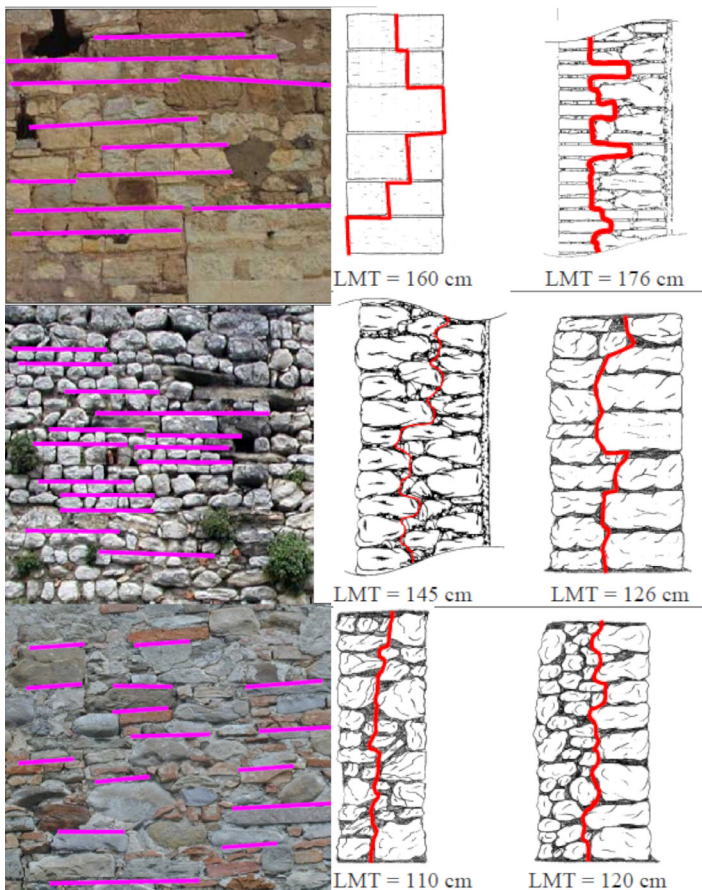 LMT = 160 cm
LMT = 176 cm
LMT = 145 cm
LMT = 126 cm
LMT = 110 cm
LMT = 120 cm